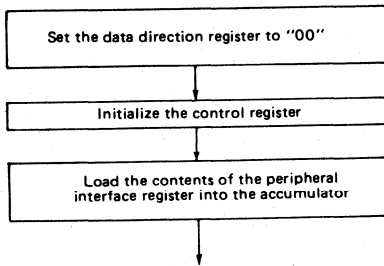 Set the data direction register to "00"
Initialize the control register
Load the contents of the peripheral
interface register into the accumulator